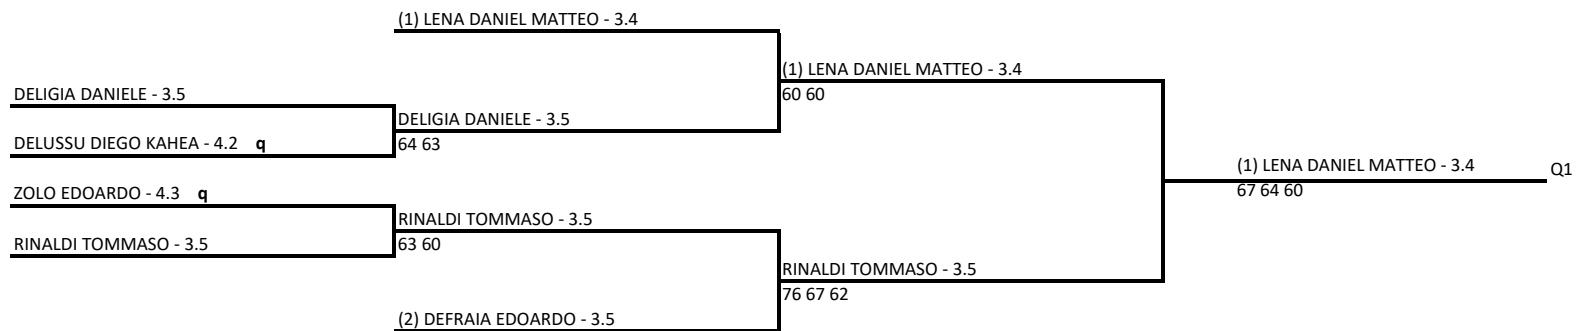 (1) LENA DANIEL MATTEO - 3.4
(1) LENA DANIEL MATTEO - 3.4
DELIGIA DANIELE - 3.5
60 60
DELIGIA DANIELE - 3.5
DELUSSU DIEGO KAHEA - 4.2 q
64 63
(1) LENA DANIEL MATTEO - 3.4 Q1
ZOLO EDOARDO - 4.3 q
67 64 60
RINALDI TOMMASO - 3.5
RINALDI TOMMASO - 3.5
63 60
RINALDI TOMMASO - 3.5
76 67 62
(2) DEFRAIA EDOARDO - 3.5